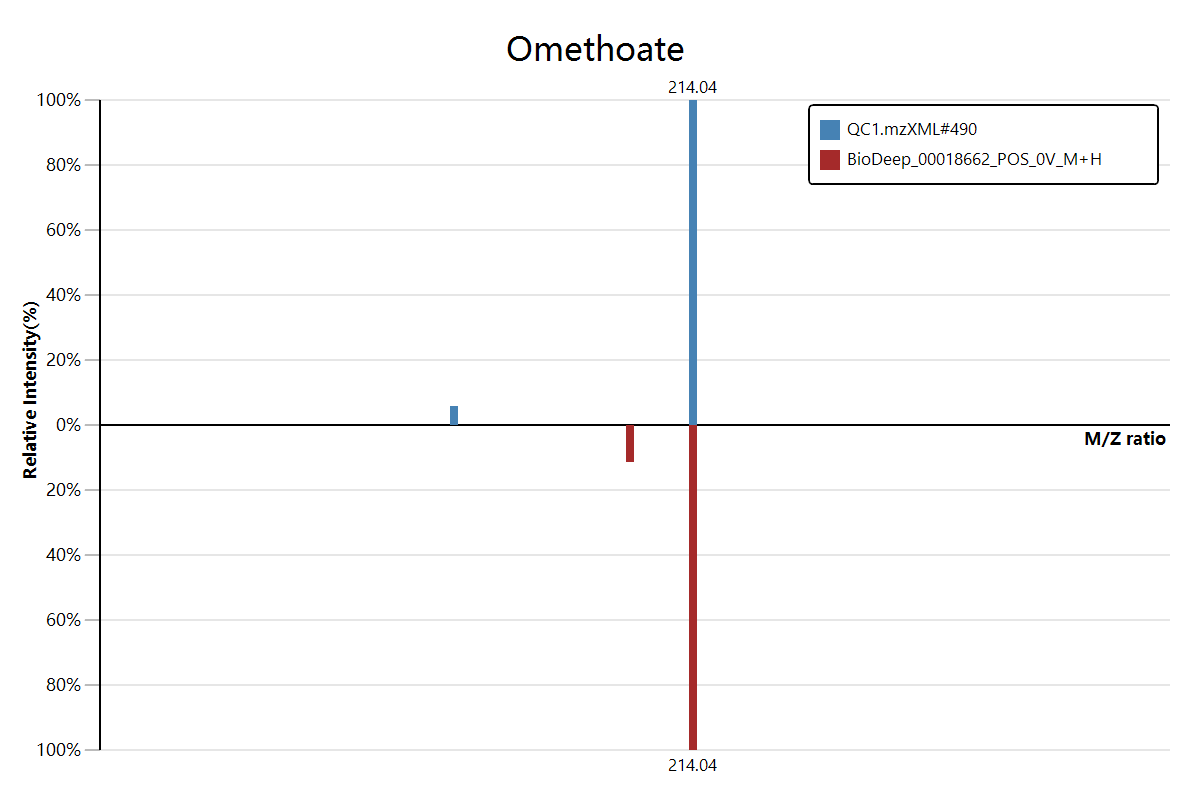 Omethoate
214.04
100%
80%
60%
40%
20%
0%
20%
40%
60%
80%
100%
Relative Intensity(%)
QC1.mzXML#490
BioDeep_00018662_POS_0V_M+H
M/Z ratio
214.04